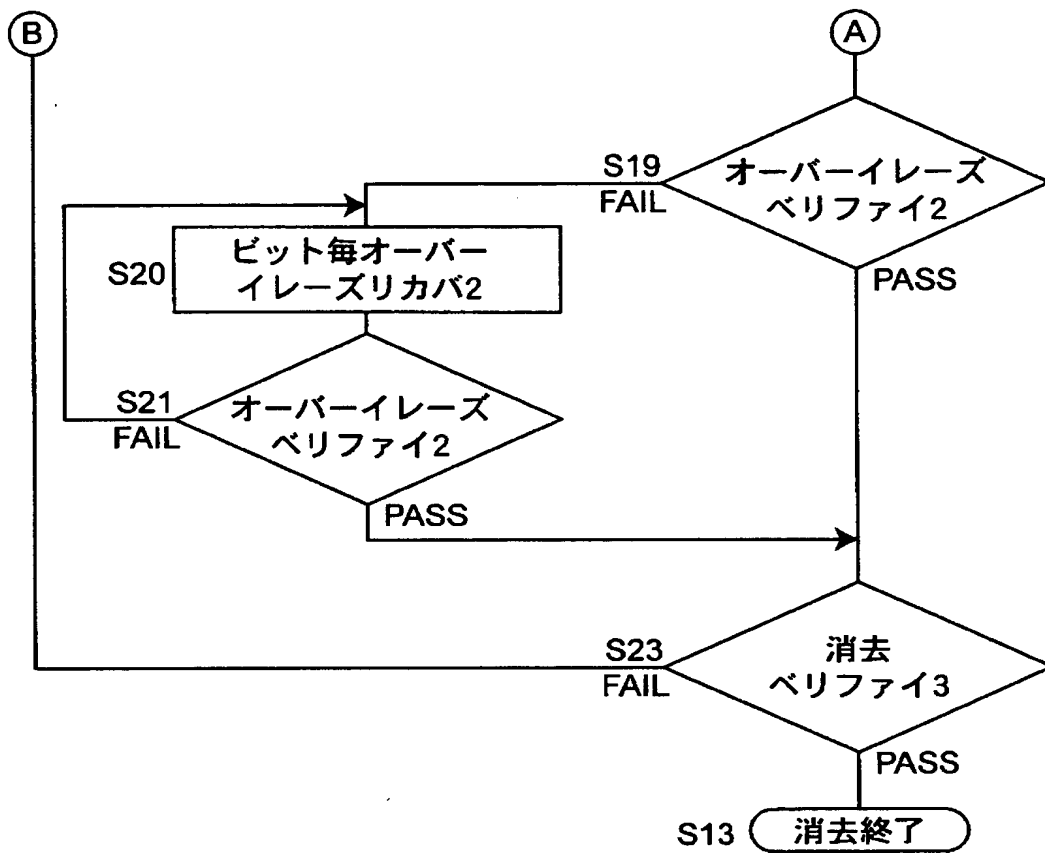 B
A
S19
FAIL
オーバーイレーズ
ベリファイ2
PASS
S20
ビット毎オーバー
イレーズリカバ2
S21
FAIL
オーバーイレーズ
ベリファイ2
PASS
S23
FAIL
消去
ベリファイ3
PASS
S13
消去終了